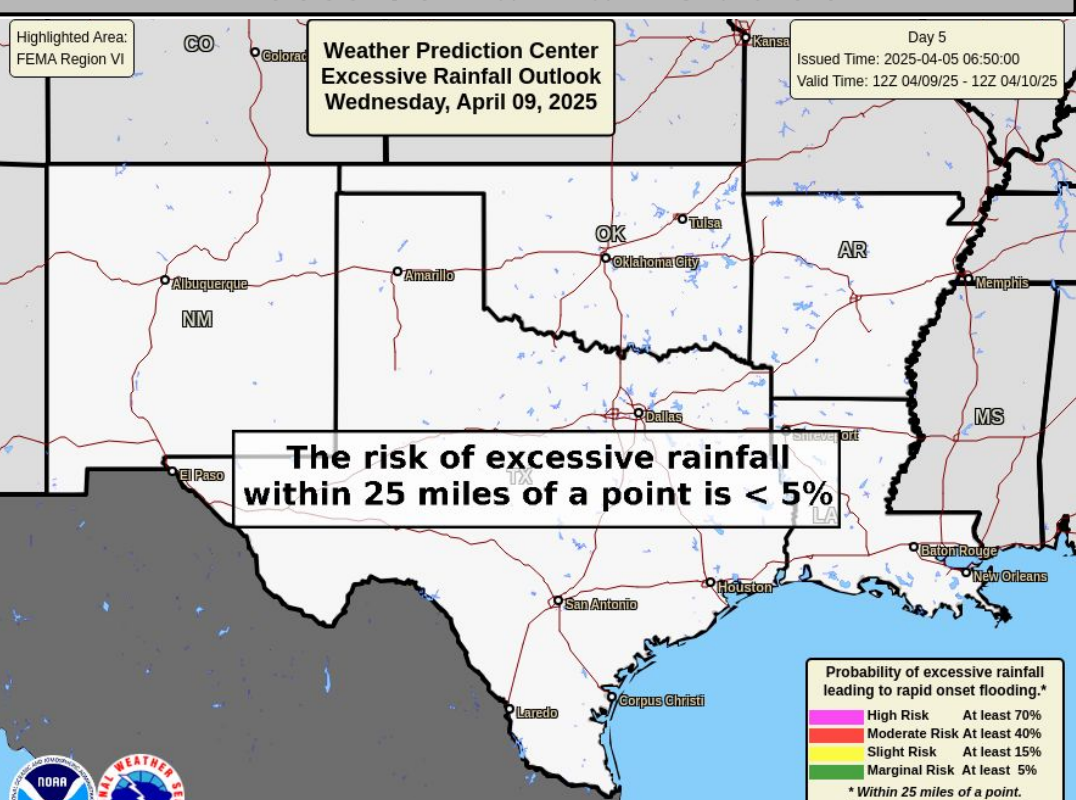 Highlighted Area:
FEMA Region VI
Weather Prediction Center
Excessive Rainfall Outlook
Wednesday, April 09, 2025
Day 5
Issued Time: 2025-04-05 06:50:00
Valid Time: 12Z 04/09/25 - 12Z 04/10/25
CO
Colorad
Kansa
Tulsa
OK
Oklahoma City
AR
Amarillo
Albuquerque
Memphis
NM
Dallas
MS
Shreveport
The risk of excessive rainfall
within 25 miles of a point is < 5%
TX
El Paso
LA
Baton Rouge
New Orleans
Houston
San Antonio
Corpus Christi
Laredo
Probability of excessive rainfall
leading to rapid onset flooding.*
High Risk At least 70%
Moderate Risk At least 40%
Slight Risk At least 15%
Marginal Risk At least 5%
* Within 25 miles of a point.
NOAA
WEATHER